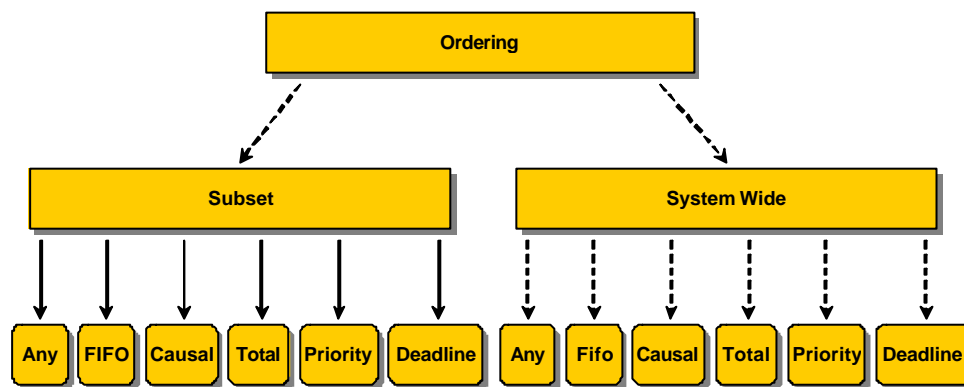 Ordering
Subset
System Wide
Any
FIFO
Causal
Total
Priority
Deadline
Any
Fifo
Causal
Total
Priority
Deadline